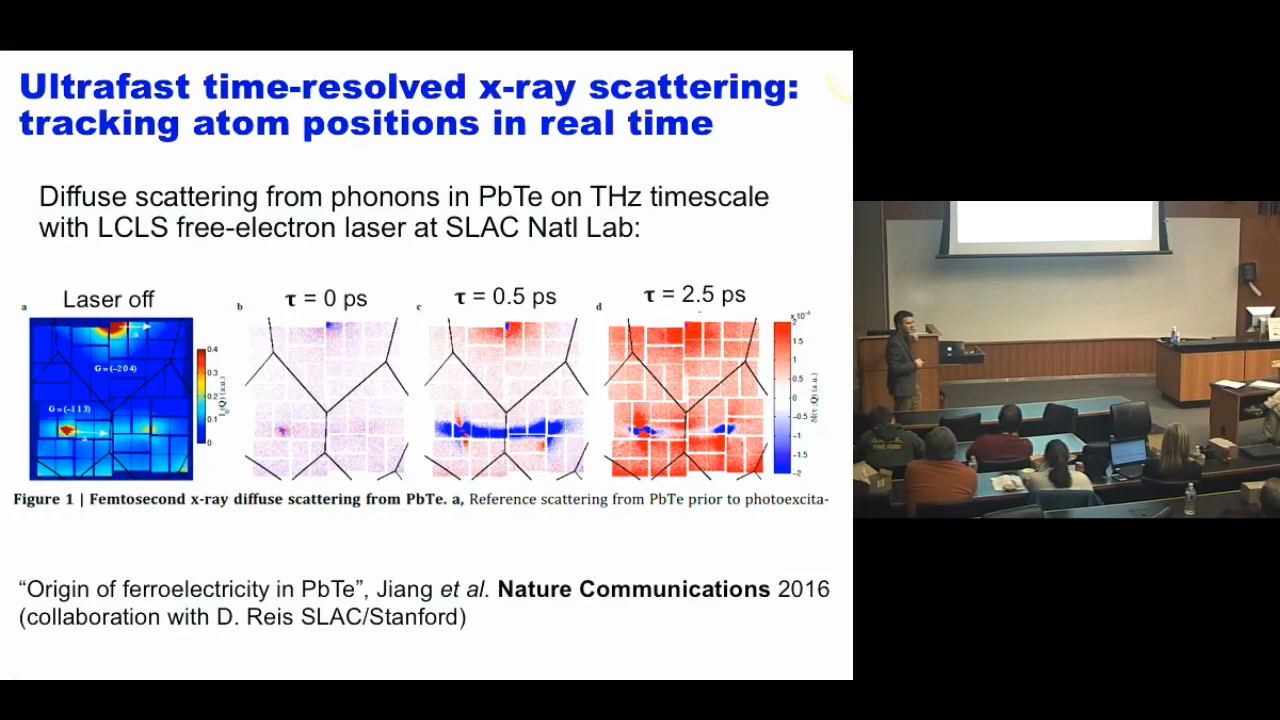 Ultrafast time-resolved x-ray scattering:
tracking atom positions in real time
Diffuse scattering from phonons in PbTe on THz timescale
with LCLS free-electron laser at SLAC Natl Lab:
a
Laser off
b
τ = 0 ps
c
τ = 0.5 ps
d
τ = 2.5 ps
G = (–2 0 4)
G = (–1 1 3)
0.4
0.3
0.2
0.1
0
2
1.5
1
0.5
0
–0.5
–1
–1.5
–2
Figure 1 | Femtosecond x-ray diffuse scattering from PbTe. a, Reference scattering from PbTe prior to photoexcita-
“Origin of ferroelectricity in PbTe”, Jiang et al. Nature Communications 2016
(collaboration with D. Reis SLAC/Stanford)